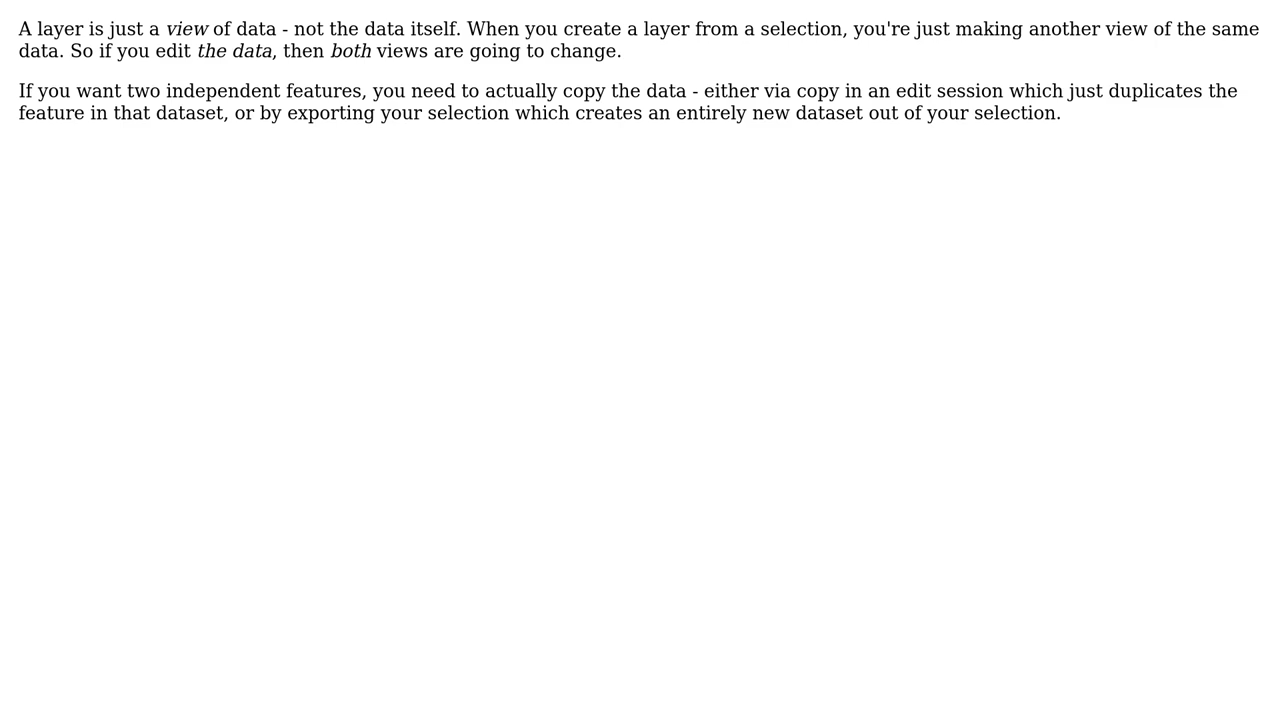 A layer is just a view of data - not the data itself. When you create a layer from a selection, you're just making another view of the same
data. So if you edit the data, then both views are going to change.
If you want two independent features, you need to actually copy the data - either via copy in an edit session which just duplicates the
feature in that dataset, or by exporting your selection which creates an entirely new dataset out of your selection.